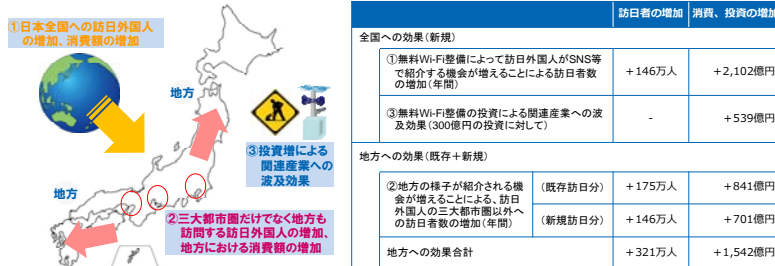 ①日本全国への訪日外国人
の増加、消費額の増加
地方
③投資増による
関連産業への
波及効果
地方
②三大都市圏だけでなく地方も
訪問する訪日外国人の増加、
地方における消費額の増加
訪日者の増加 消費、投資の増加
全国への効果(新規)
①無料Wi-Fi整備によって訪日外国人がSNS等
で紹介する機会が増えることによる訪日者数
の増加(年間)
+146万人 +2,102億円
③無料Wi-Fi整備の投資による関連産業への波
及効果(300億円の投資に対して)
- +539億円
地方への効果(既存+新規)
②地方の様子が紹介される機
会が増えることによる、訪日
外国人の三大都市圏以外へ
の訪日者数の増加(年間)
(既存訪日分) +175万人 +841億円
(新規訪日分) +146万人 +701億円
地方への効果合計 +321万人 +1,542億円